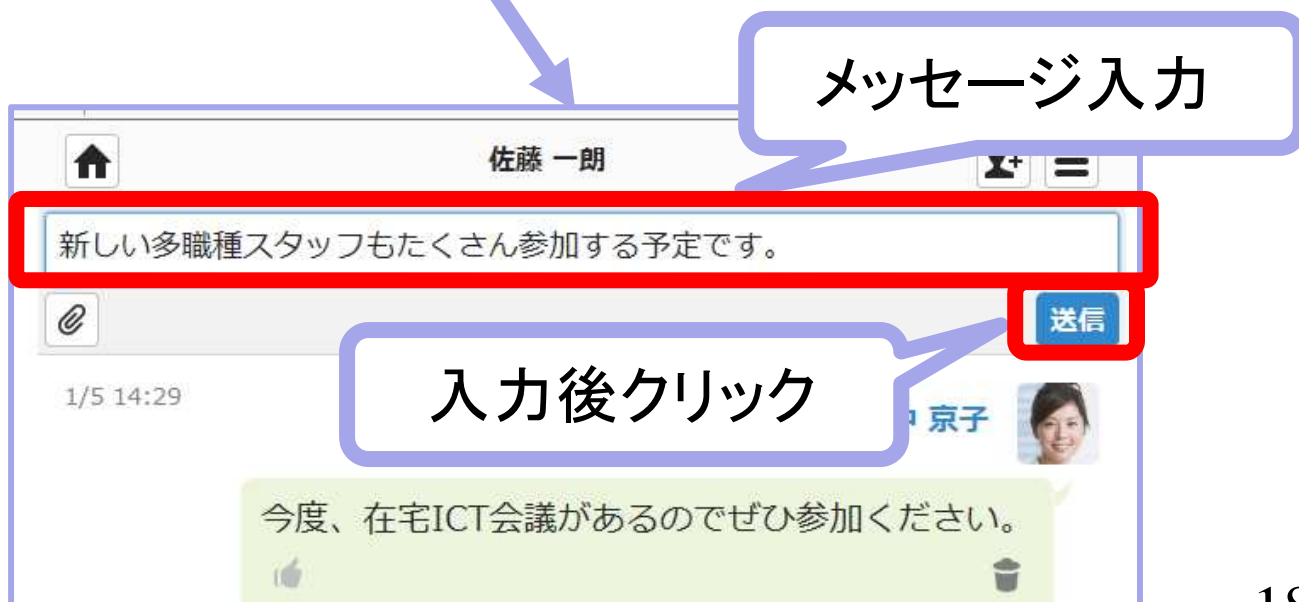 メッセージ入力
佐藤 一朗
新しい多職種スタッフもたくさん参加する予定です。
送信
入力後クリック
1/5 14:29
京子
今度、在宅ICT会議があるのでぜひ参加ください。